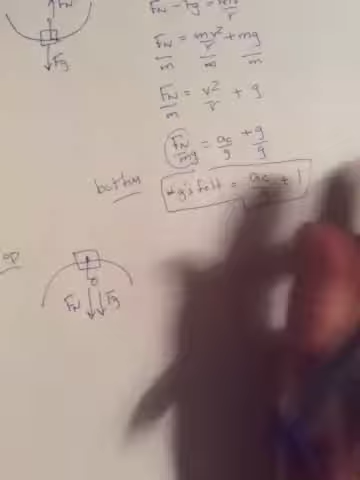 FN
FN - Fg = mv²/r
Fg
FN/m = mv²/r/m + mg/m
FN/m = v²/r + g
FN/mg = ac/g + g/g
bottom
#g's felt = ac/g + 1
op
FN Fg